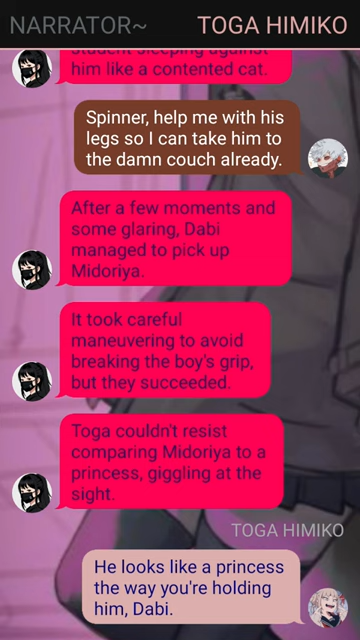 NARRATOR~ TOGA HIMIKO
student sleeping against
him like a contented cat.
Spinner, help me with his
legs so I can take him to
the damn couch already.
After a few moments and
some glaring, Dabi
managed to pick up
Midoriya.
It took careful
maneuvering to avoid
breaking the boy's grip,
but they succeeded.
Toga couldn't resist
comparing Midoriya to a
princess, giggling at the
sight.
TOGA HIMIKO
He looks like a princess
the way you're holding
him, Dabi.